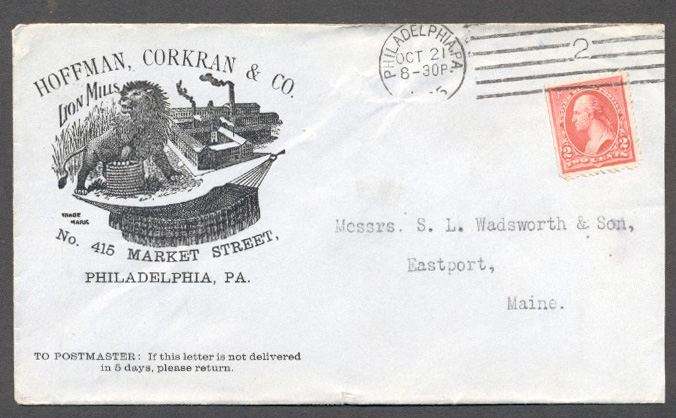 HOFFMAN, CORKRAN & CO.
LION MILLS
TRADE
MARK
No. 415 MARKET STREET,
PHILADELPHIA, PA.
TO POSTMASTER: If this letter is not delivered
in 5 days, please return.
PHILADELPHIA, PA.
OCT 21
8-30P
2
2 TWO CENTS 2
Messrs. S. L. Wadsworth & Son,
Eastport,
Maine.